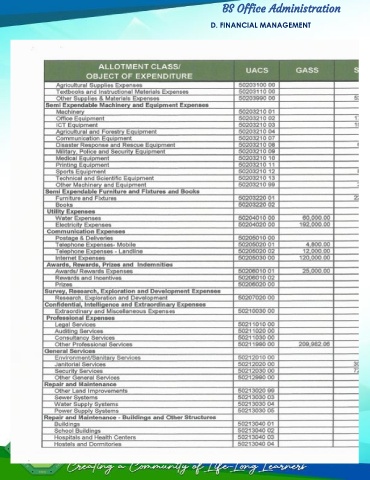 BS Office Administration
D. FINANCIAL MANAGEMENT
ALLOTMENT CLASS/ OBJECT OF EXPENDITURE UACS GASS S
Agricultural Supplies Expenses 50203100 00
Textbooks and Instructional Materials Expenses 50203110 00
Other Supplies & Materials Expenses 50203990 00
Semi Expendable Machinery and Equipment Expenses
Machinery 50203210 01
Office Equipment 50203210 02
ICT Equipment 50203210 03
Agricultural and Forestry Equipment 50203210 04
Communication Equipment 50203210 07
Disaster Response and Rescue Equipment 50203210 08
Military, Police and Security Equipment 50203210 09
Medical Equipment 50203210 10
Printing Equipment 50203210 11
Sports Equipment 50203210 12
Technical and Scientific Equipment 50203210 13
Other Machinery and Equipment 50203210 99
Semi Expendable Furniture and Fixtures and Books
Furniture and Fixtures 50203220 01
Books 50203220 02
Utility Expenses
Water Expenses 50204010 00 60,000.00
Electricity Expenses 50204020 00 192,000.00
Communication Expenses
Postage & Deliveries 50205010 00
Telephone Expenses- Mobile 50205020 01 4,800.00
Telephone Expenses - Landline 50205020 02 12,000.00
Internet Expenses 50205030 00 120,000.00
Awards, Rewards, Prizes and Indemnities
Awards/ Rewards Expenses 50206010 01 25,000.00
Rewards and Incentives 50206010 02
Prizes 50206020 00
Survey, Research, Exploration and Development Expenses
Research, Exploration and Development 50207020 00
Confidential, Intelligence and Extraordinary Expenses
Extraordinary and Miscellaneous Expenses 50210030 00
Professional Expenses
Legal Services 50211010 00
Auditing Services 50211020 00
Consultancy Services 50211030 00
Other Professional Services 50211990 00 209,982.06
General Services
Environment/Sanitary Services 50212010 00
Janitorial Services 50212020 00
Security Services 50212030 00
Other General Services 50212990 00
Repair and Maintenance
Other Land Improvements 50213020 99
Sewer Systems 50213030 03
Water Supply Systems 50213030 04
Power Supply Systems 50213030 05
Repair and Maintenance - Buildings and Other Structures
Buildings 50213040 01
School Buildings 50213040 02
Hospitals and Health Centers 50213040 03
Hostels and Dormitories 50213040 04
Creating a Community of Life-Long Learners